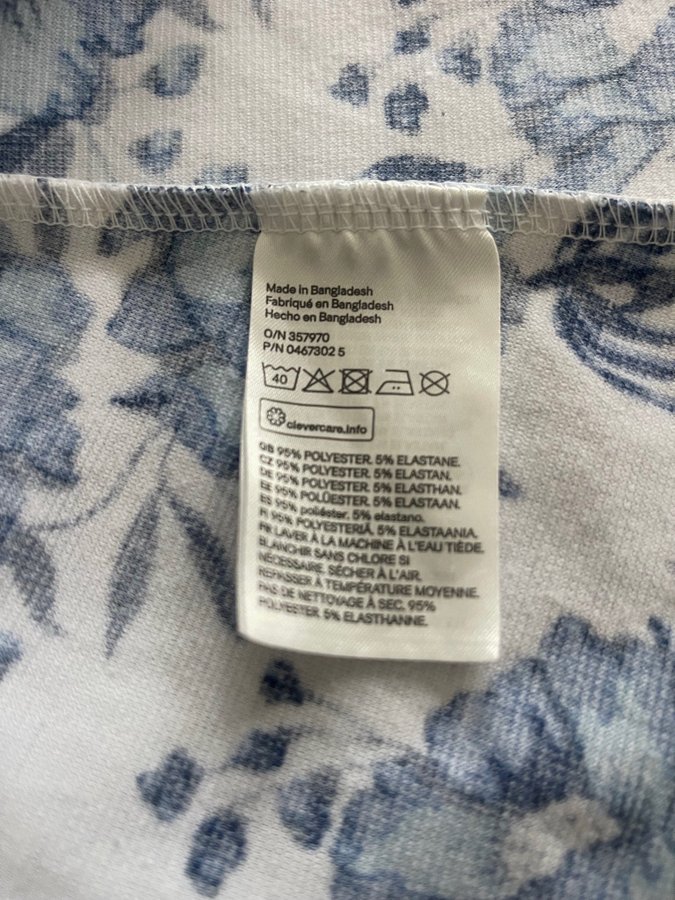 Made in Bangladesh
Fabriqué en Bangladesh
Hecho en Bangladesh
O/N 357970
P/N 0467302 5
40
clevercare.info
GB 95% POLYESTER, 5% ELASTANE.
CZ 95% POLYESTER, 5% ELASTAN.
DE 95% POLYESTER, 5% ELASTHAN.
EE 95% POLÜESTER, 5% ELASTAAN.
ES 95% poliéster, 5% elastano.
FI 95% POLYESTERIÄ, 5% ELASTAANIA.
FR LAVER À LA MACHINE À L'EAU TIÈDE.
BLANCHIR SANS CHLORE SI
NÉCESSAIRE. SÉCHER À L'AIR.
REPASSER À TEMPÉRATURE MOYENNE.
PAS DE NETTOYAGE À SEC. 95%
POLYESTER, 5% ELASTHANNE.